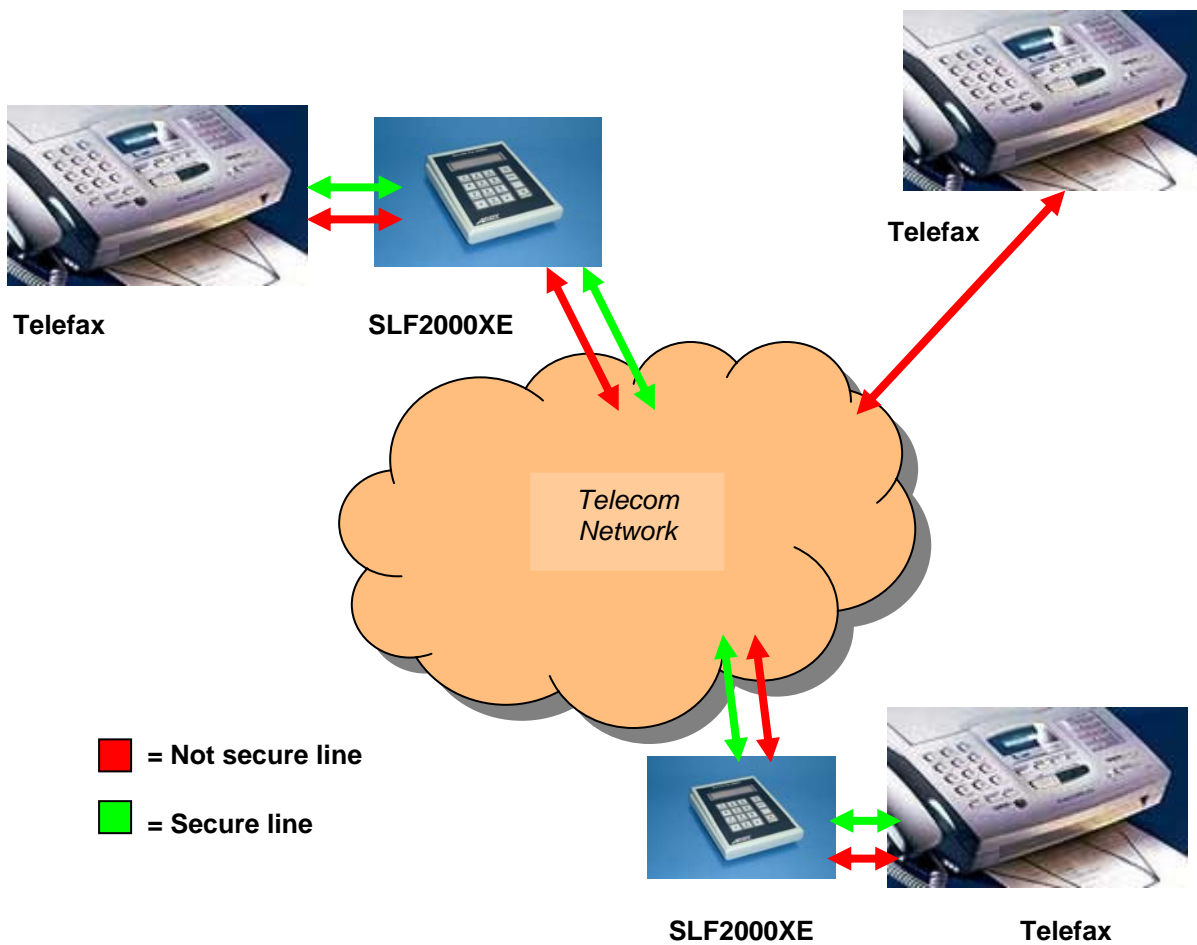 Telefax
Telefax
SLF2000XE
Telecom
Network
= Not secure line
= Secure line
SLF2000XE
Telefax